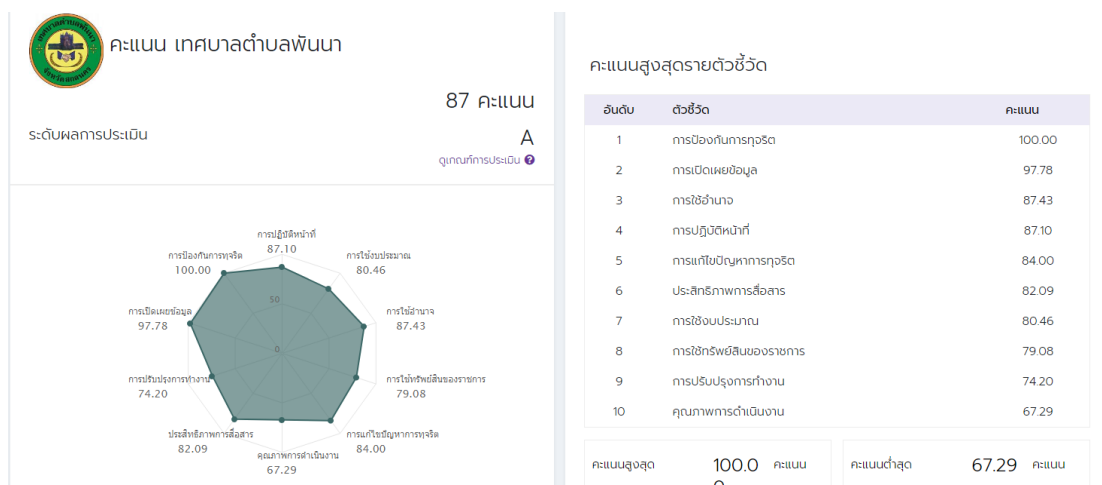 คะแนน เทศบาลตำบลพันนา
87 คะแนน
ระดับผลการประเมิน
A
ดูเกณฑ์การประเมิน
การปฏิบัติหน้าที่
87.10
การใช้งบประมาณ
80.46
การใช้อำนาจ
87.43
การใช้ทรัพย์สินของราชการ
79.08
การแก้ไขปัญหาการทุจริต
84.00
คุณภาพการดำเนินงาน
67.29
ประสิทธิภาพการสื่อสาร
82.09
การปรับปรุงการทำงาน
74.20
การเปิดเผยข้อมูล
97.78
การป้องกันการทุจริต
100.00
50
0
คะแนนสูงสุดรายตัวชี้วัด
อันดับ ตัวชี้วัด คะแนน
1 การป้องกันการทุจริต 100.00
2 การเปิดเผยข้อมูล 97.78
3 การใช้อำนาจ 87.43
4 การปฏิบัติหน้าที่ 87.10
5 การแก้ไขปัญหาการทุจริต 84.00
6 ประสิทธิภาพการสื่อสาร 82.09
7 การใช้งบประมาณ 80.46
8 การใช้ทรัพย์สินของราชการ 79.08
9 การปรับปรุงการทำงาน 74.20
10 คุณภาพการดำเนินงาน 67.29
คะแนนสูงสุด 100.0 คะแนน
คะแนนต่ำสุด 67.29 คะแนน